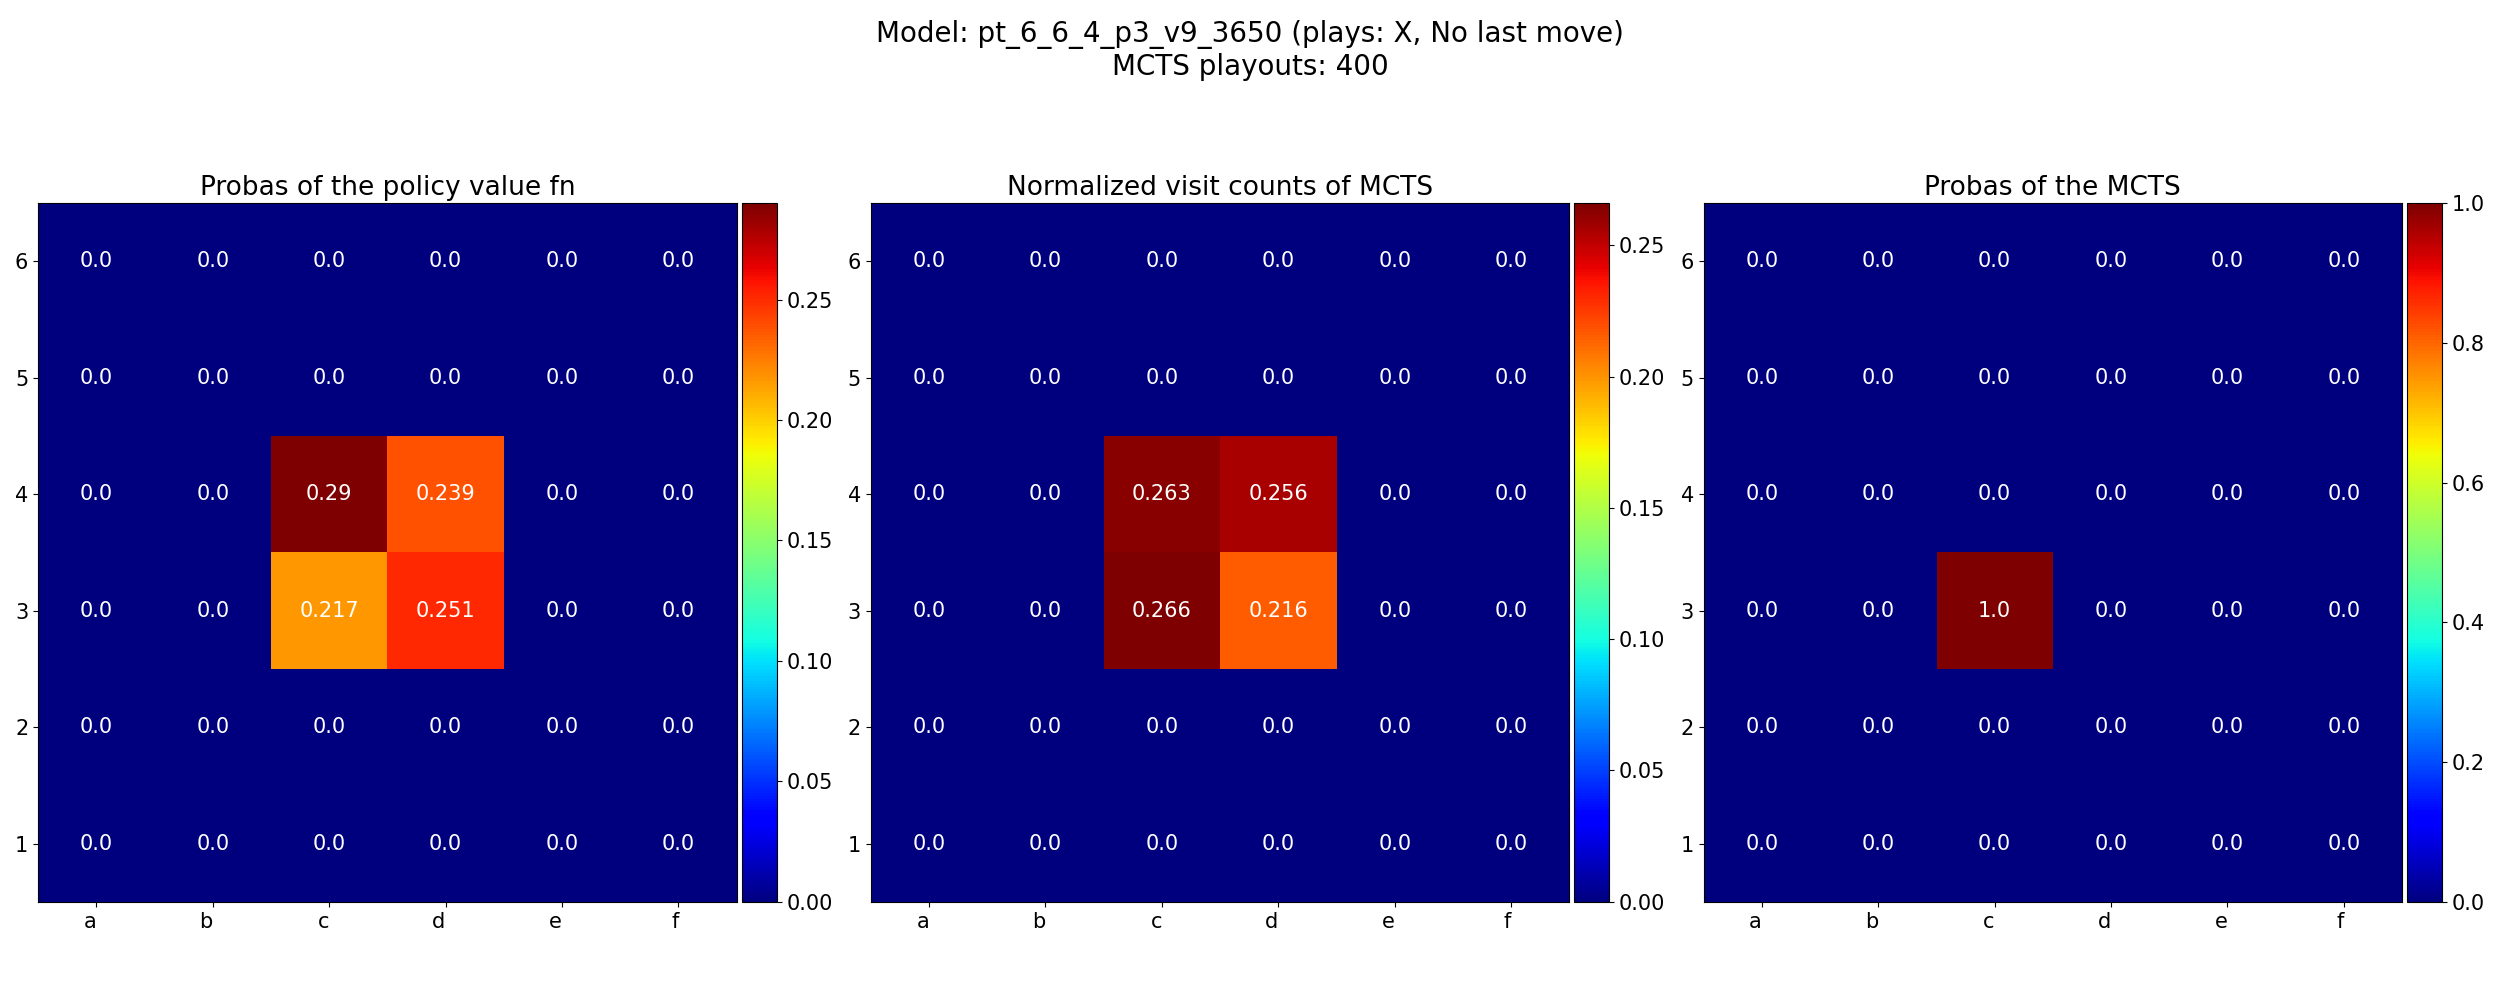 Model: pt_6_6_4_p3_v9_3650 (plays: X, No last move)
MCTS playouts: 400
Probas of the policy value fn
6 0.0 0.0 0.0 0.0 0.0 0.0
5 0.0 0.0 0.0 0.0 0.0 0.0
4 0.0 0.0 0.29 0.239 0.0 0.0
3 0.0 0.0 0.217 0.251 0.0 0.0
2 0.0 0.0 0.0 0.0 0.0 0.0
1 0.0 0.0 0.0 0.0 0.0 0.0
a b c d e f
0.25
0.20
0.15
0.10
0.05
0.00
Normalized visit counts of MCTS
6 0.0 0.0 0.0 0.0 0.0 0.0
5 0.0 0.0 0.0 0.0 0.0 0.0
4 0.0 0.0 0.263 0.256 0.0 0.0
3 0.0 0.0 0.266 0.216 0.0 0.0
2 0.0 0.0 0.0 0.0 0.0 0.0
1 0.0 0.0 0.0 0.0 0.0 0.0
a b c d e f
0.25
0.20
0.15
0.10
0.05
0.00
Probas of the MCTS
6 0.0 0.0 0.0 0.0 0.0 0.0
5 0.0 0.0 0.0 0.0 0.0 0.0
4 0.0 0.0 0.0 0.0 0.0 0.0
3 0.0 0.0 1.0 0.0 0.0 0.0
2 0.0 0.0 0.0 0.0 0.0 0.0
1 0.0 0.0 0.0 0.0 0.0 0.0
a b c d e f
1.0
0.8
0.6
0.4
0.2
0.0